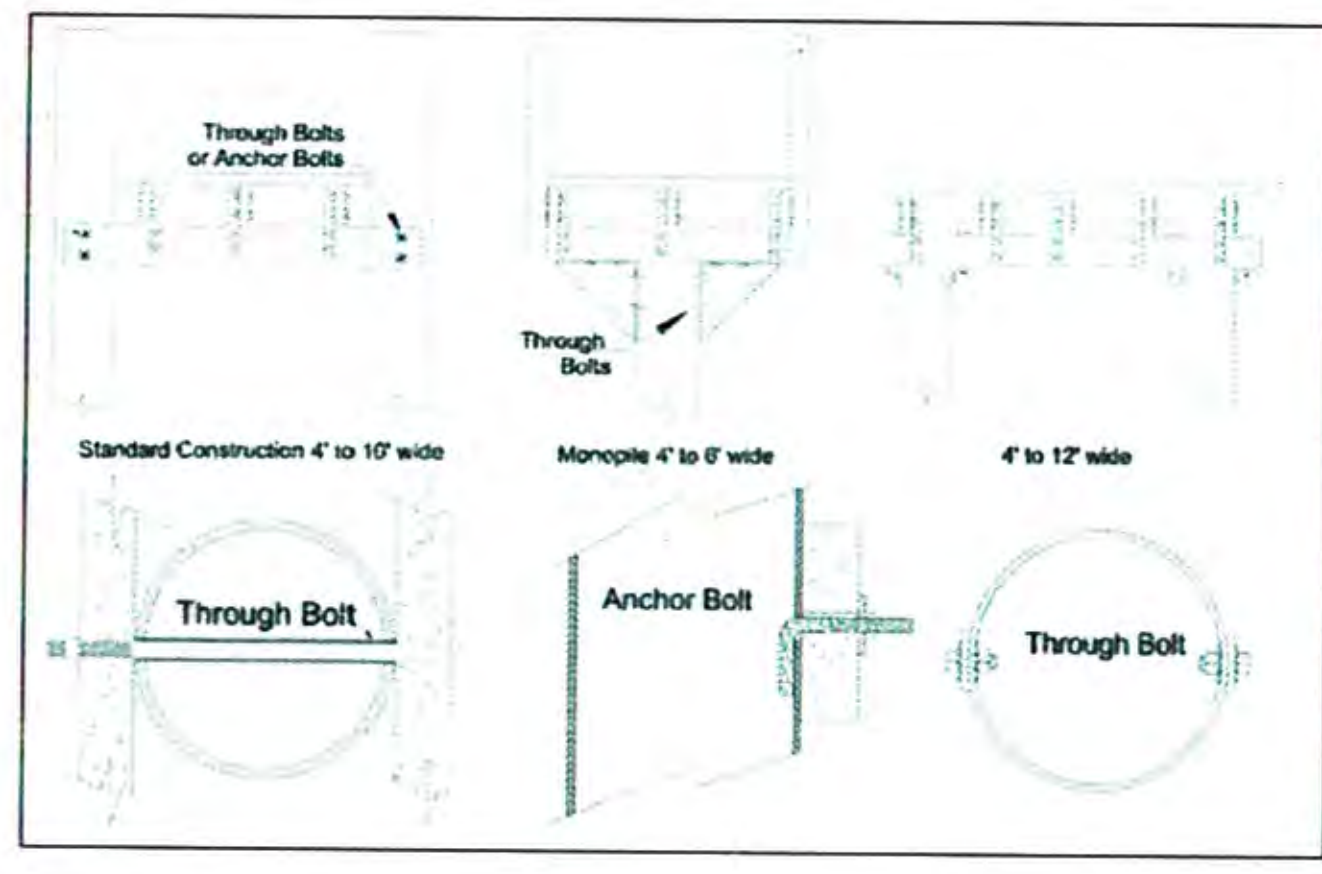 Through Bolts
or Anchor Bolts
Through
Bolts
Standard Construction 4' to 10' wide
Monopile 4' to 6' wide
4' to 12' wide
Through Bolt
Anchor Bolt
Through Bolt